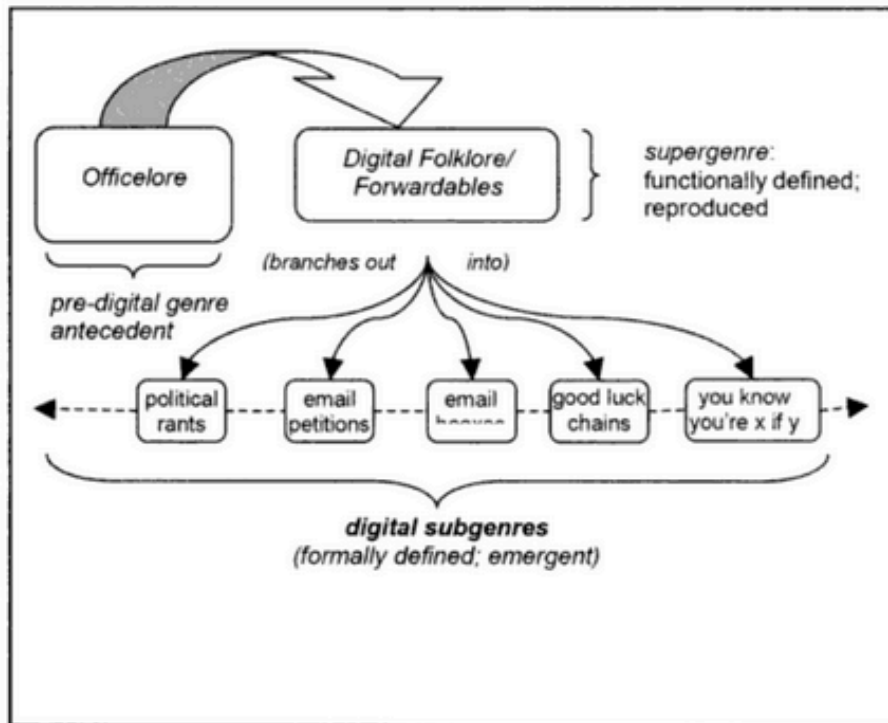 Officelore
Digital Folklore/
Forwardables
supergenre:
functionally defined;
reproduced
(branches out into)
pre-digital genre
antecedent
political
rants
email
petitions
email
good luck
chains
you know
you're x if y
digital subgenres
(formally defined; emergent)